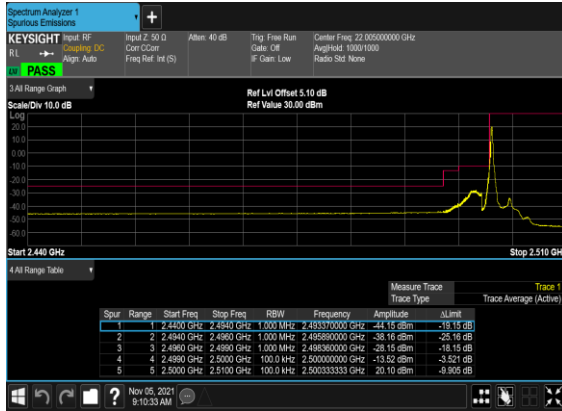 Spectrum Analyzer 1
Spurious Emissions
KEYSIGHT Input: RF Input Z: 50 Ω Atten: 40 dB Trig: Free Run Center Freq: 22.005000000 GHz
RL Coupling: DC Corr CCorr Gate: Off Avg|Hold: 1000/1000
Align: Auto Freq Ref: Int (S) IF Gain: Low Radio Std: None
PASS
3 All Range Graph
Ref Lvl Offset 5.10 dB
Scale/Div 10.0 dB Ref Value 30.00 dBm
Log
20.0
10.0
0.00
-10.0
-20.0
-30.0
-40.0
-50.0
-60.0
Start 2.440 GHz Stop 2.510 GH
4 All Range Table
Measure Trace Trace 1
Trace Type Trace Average (Active)
Spur Range Start Freq Stop Freq RBW Frequency Amplitude ΔLimit
1 1 2.4400 GHz 2.4940 GHz 1.000 MHz 2.493370000 GHz -44.15 dBm -19.15 dB
2 2 2.4940 GHz 2.4960 GHz 1.000 MHz 2.495890000 GHz -38.16 dBm -25.16 dB
3 3 2.4960 GHz 2.4990 GHz 1.000 MHz 2.498360000 GHz -28.15 dBm -18.15 dB
4 4 2.4990 GHz 2.5000 GHz 100.0 kHz 2.500000000 GHz -13.52 dBm -3.521 dB
5 5 2.5000 GHz 2.5100 GHz 100.0 kHz 2.500333333 GHz 20.10 dBm -9.905 dB
Nov 05, 2021
9:10:33 AM